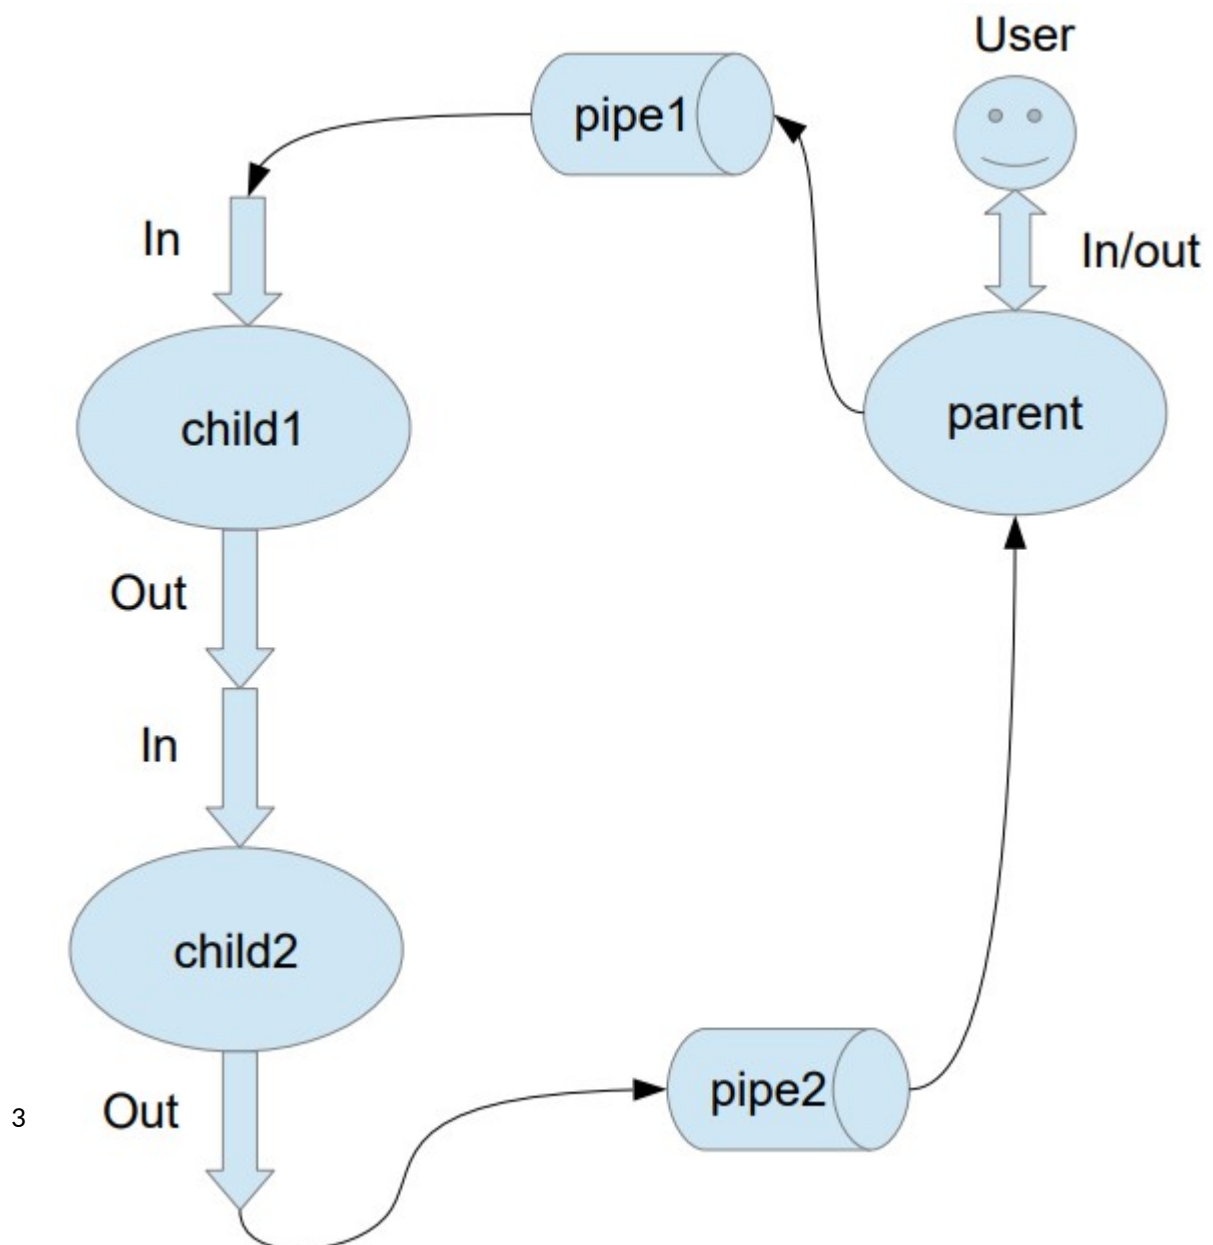 User
pipe1
In
In/out
child1
parent
Out
In
child2
pipe2
3
Out